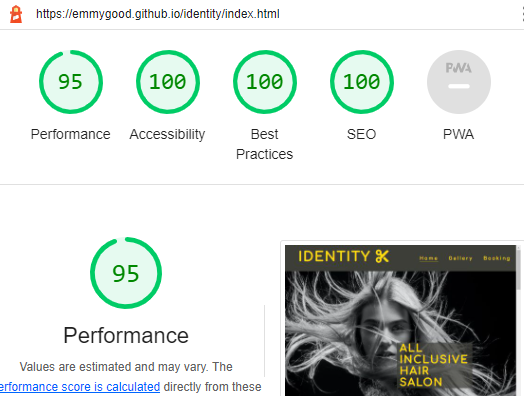 https://emmygood.github.io/identity/index.html
95
100
100
100
PWA
Performance
Accessibility
Best
Practices
SEO
PWA
95
Performance
Values are estimated and may vary. The
erformance score is calculated directly from these
IDENTITY
Home Gallery Booking
ALL
INCLUSIVE
HAIR
SALON